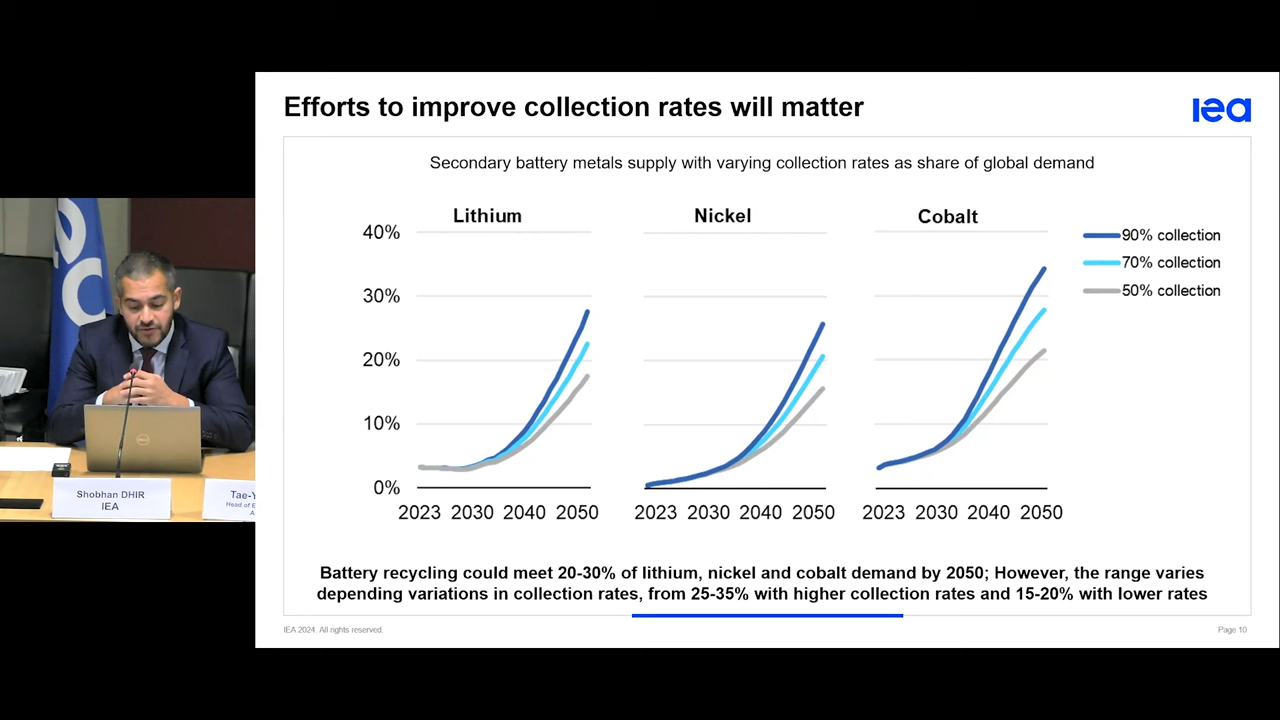 Efforts to improve collection rates will matter
iea
Secondary battery metals supply with varying collection rates as share of global demand
Lithium
Nickel
Cobalt
40%
30%
20%
10%
0%
2023 2030 2040 2050
2023 2030 2040 2050
2023 2030 2040 2050
90% collection
70% collection
50% collection
Battery recycling could meet 20-30% of lithium, nickel and cobalt demand by 2050; However, the range varies
depending variations in collection rates, from 25-35% with higher collection rates and 15-20% with lower rates
IEA 2024. All rights reserved.
Page 10
DELL
Shobhan DHIR
IEA
Tae-Y
Head of E